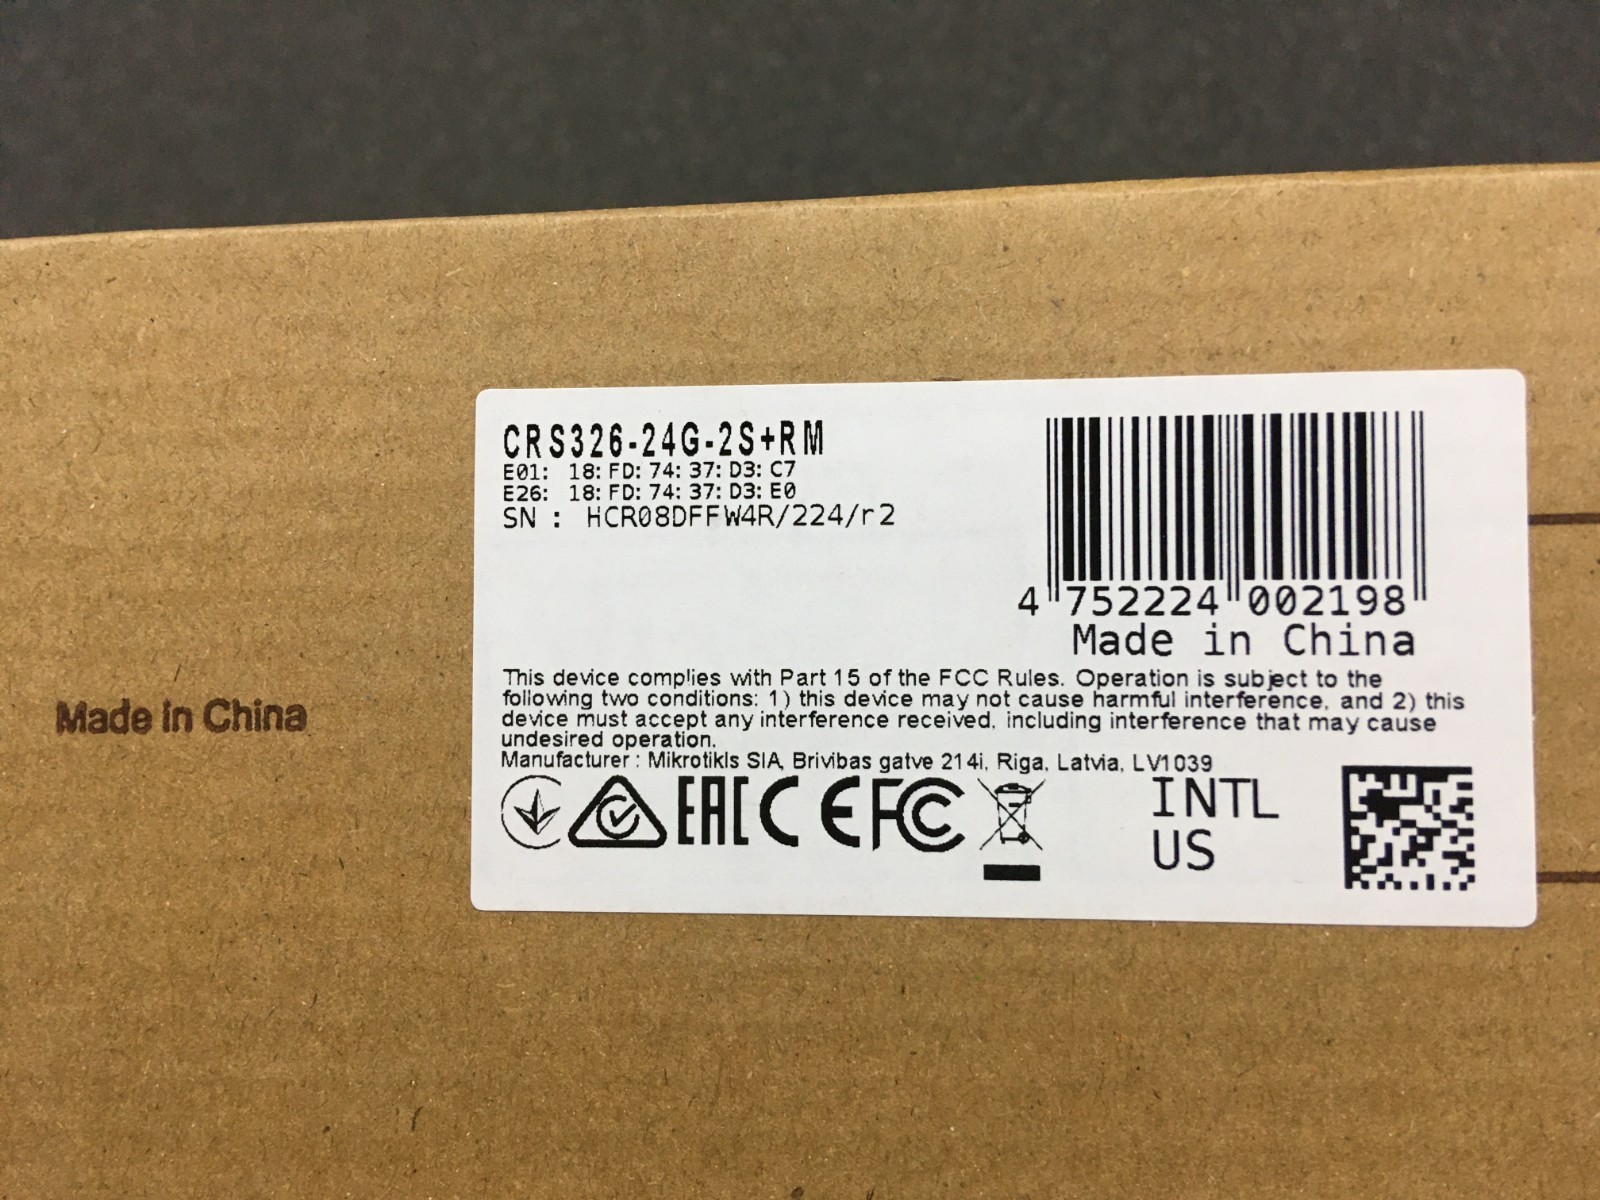 CRS326-24G-2S+RM
E01: 18:FD:74:37:D3:C7
E26: 18:FD:74:37:D3:E0
SN : HCR08DFFW4R/224/r2
4 752224 002198
Made in China
This device complies with Part 15 of the FCC Rules. Operation is subject to the
following two conditions: 1) this device may not cause harmful interference, and 2) this
device must accept any interference received, including interference that may cause
undesired operation.
Manufacturer : Mikrotikls SIA, Brivibas gatve 214i, Riga, Latvia, LV1039
EAC CE FC
INTL
US
Made in China